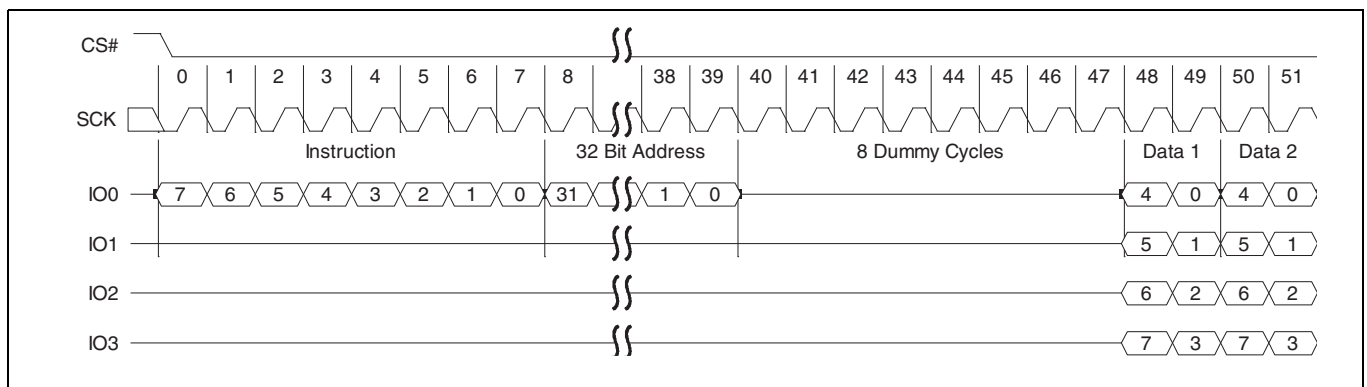 CS#
0 1 2 3 4 5 6 7 8 38 39 40 41 42 43 44 45 46 47 48 49 50 51
SCK
Instruction 32 Bit Address 8 Dummy Cycles Data 1 Data 2
IO0 7 6 5 4 3 2 1 0 31 1 0 4 0 4 0
IO1 5 1 5 1
IO2 6 2 6 2
IO3 7 3 7 3